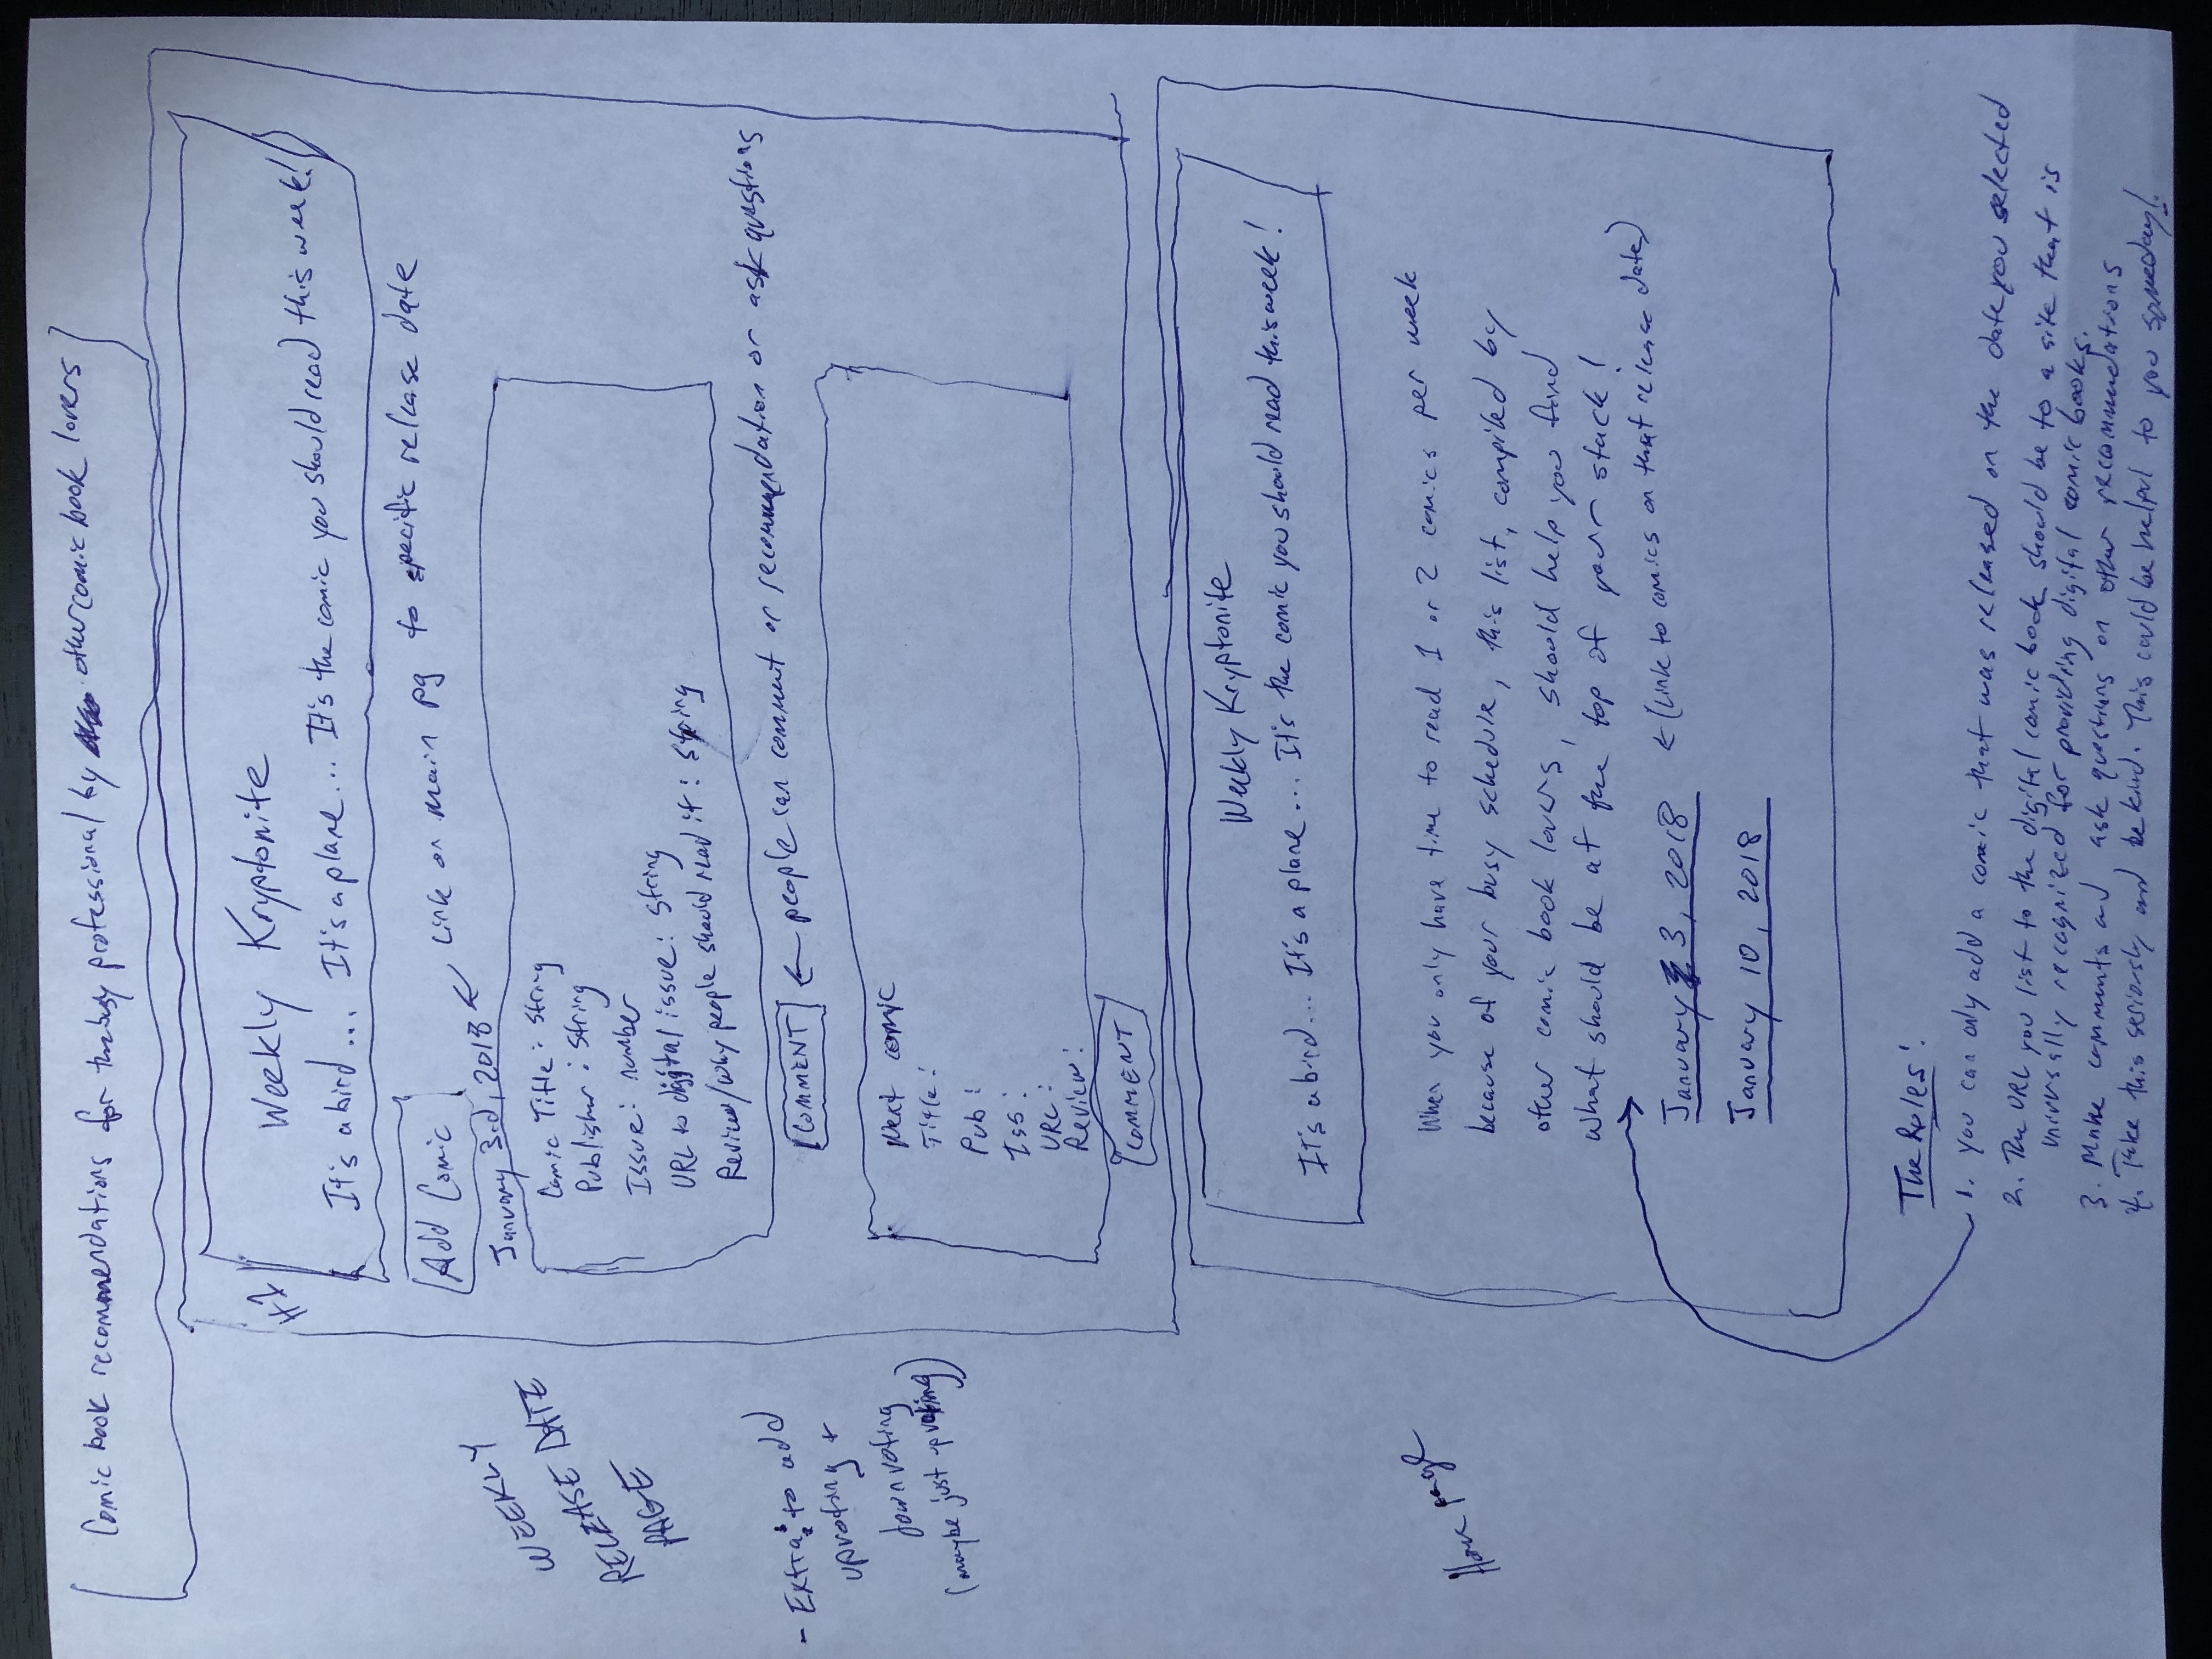 Comic book recommendations for the busy professional by other comic book lovers
H1
Weekly Kryptonite
It's a bird... It's a plane... It's the comic you should read this week!
Add Comic
← Link on main pg to specific release date
January 3rd, 2018
WEEKLY
RELEASE DATE
PAGE
Comic Title: string
Publisher: string
Issue: number
URL to digital issue: string
Review/why people should read it: string
COMMENT ← people can comment or recommendation or ask questions
- Extras: to add
upvoting +
downvoting
(maybe just upvoting)
Next comic
Title:
Pub:
Iss:
URL:
Review:
COMMENT
Weekly Kryptonite
It's a bird... It's a plane... It's the comic you should read this week!
Home page
When you only have time to read 1 or 2 comics per week
because of your busy schedule, this list, compiled by
other comic book lovers, should help you find
what should be at the top of your stack!
January 3, 2018 ← (Link to comics on that release date)
January 10, 2018
The Rules!
1. You can only add a comic that was released on the date you selected
2. The URL you list to the digital comic book should be to a site that is
universally recognized for providing digital comic books.
3. Make comments and ask questions on other recommendations
4. Take this seriously and be kind. This could be helpul to you someday!